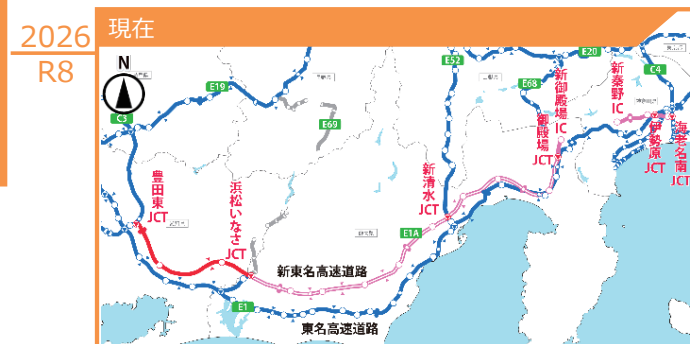 2026
R8
現在
N
E19
C3
E69
E52
E20
E68
C4
新御殿場IC
新秦野IC
御殿場JCT
伊勢原JCT
海老名南JCT
豊田東JCT
浜松いなさJCT
新清水JCT
E1A
新東名高速道路
E1
東名高速道路